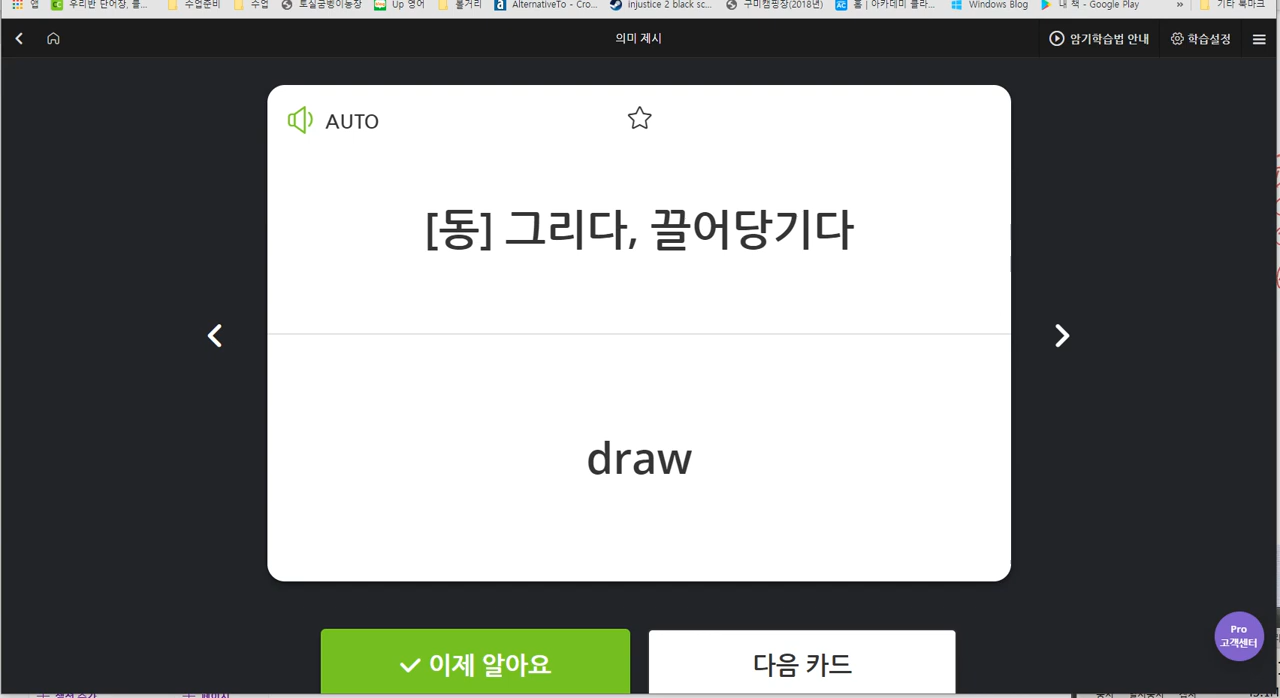 앱 우리반 단어장, 클... 수업준비 수업 토실굼벵이농장 Up 영어 볼거리 AlternativeTo - Cro... injustice 2 black sc... 구미캠핑장(2018년) 홈 | 아카데미 클라... Windows Blog 내 책 - Google Play » 기타 북마크
의미 제시 암기학습법 안내 학습설정
AUTO
[동] 그리다, 끌어당기다
draw
Pro
고객센터
이제 알아요 다음 카드